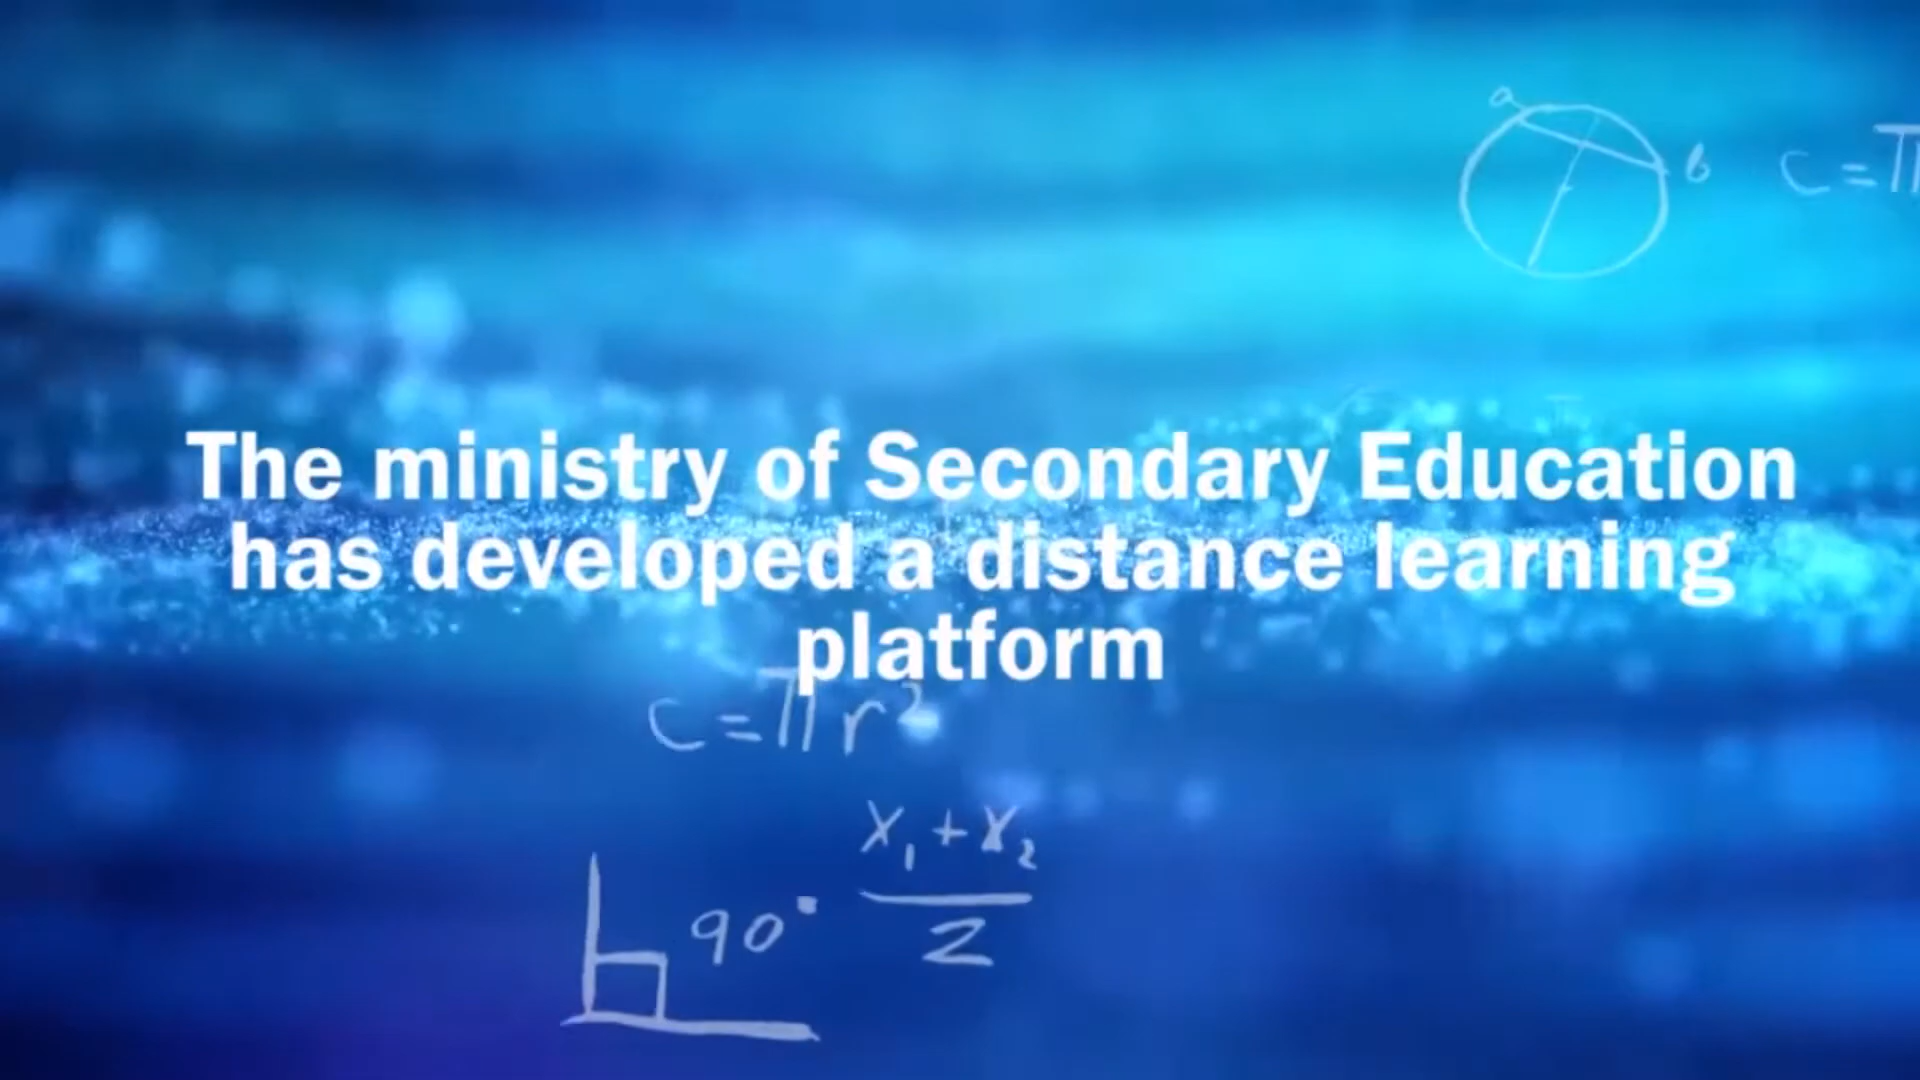 a
b C=π
The ministry of Secondary Education
has developed a distance learning
platform
C=πr²
X₁+X₂
90°
2